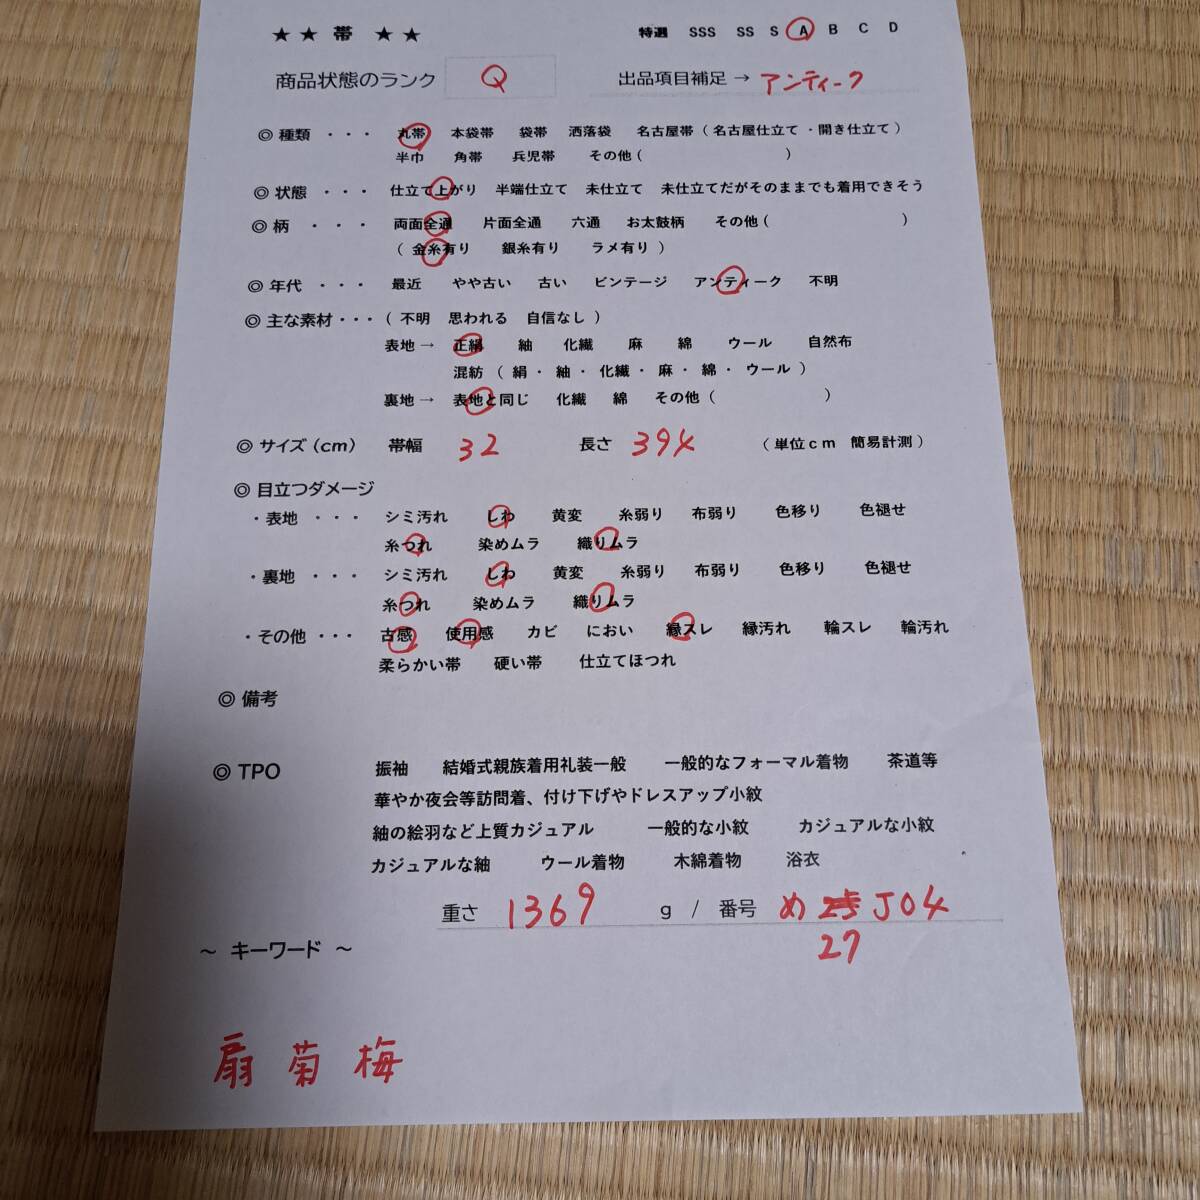 ★ ★ 帯 ★ ★ 特選 SSS SS S A B C D
商品状態のランク Q 出品項目補足 → アンティーク
◎ 種類 ・・・ 丸帯 本袋帯 袋帯 洒落袋 名古屋帯 ( 名古屋仕立て ・開き仕立て )
半巾 角帯 兵児帯 その他 ( )
◎ 状態 ・・・ 仕立て上がり 半端仕立て 未仕立て 未仕立てだがそのままでも着用できそう
◎ 柄 ・・・ 両面全通 片面全通 六通 お太鼓柄 その他 ( )
( 金糸有り 銀糸有り ラメ有り )
◎ 年代 ・・・ 最近 やや古い 古い ビンテージ アンティーク 不明
◎ 主な素材 ・・・ ( 不明 思われる 自信なし )
表地 → 正絹 紬 化繊 麻 綿 ウール 自然布
混紡 ( 絹 ・ 紬 ・ 化繊 ・ 麻 ・ 綿 ・ ウール )
裏地 → 表地と同じ 化繊 綿 その他 ( )
◎ サイズ (cm) 帯幅 32 長さ 394 ( 単位cm 簡易計測 )
◎ 目立つダメージ
・表地 ・・・ シミ汚れ しわ 黄変 糸弱り 布弱り 色移り 色褪せ
糸つれ 染めムラ 織りムラ
・裏地 ・・・ シミ汚れ しわ 黄変 糸弱り 布弱り 色移り 色褪せ
糸つれ 染めムラ 織りムラ
・その他 ・・・ 古感 使用感 カビ におい 縁スレ 縁汚れ 輪スレ 輪汚れ
柔らかい帯 硬い帯 仕立てほつれ
◎ 備考
◎ TPO 振袖 結婚式親族着用礼装一般 一般的なフォーマル着物 茶道等
華やか夜会等訪問着、付け下げやドレスアップ小紋
紬の絵羽など上質カジュアル 一般的な小紋 カジュアルな小紋
カジュアルな紬 ウール着物 木綿着物 浴衣
重さ 1369 g / 番号 め J04
27
～ キーワード ～
扇 菊 梅